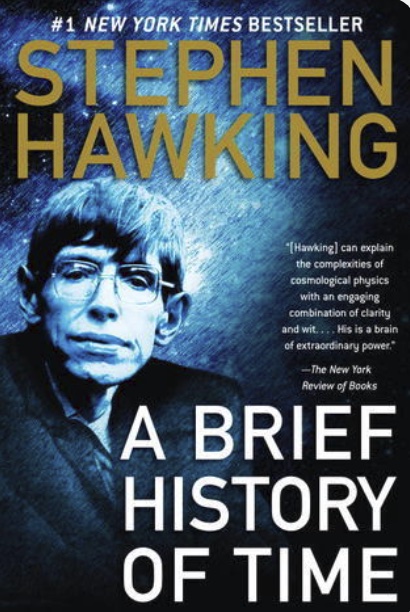 #1 NEW YORK TIMES BESTSELLER
STEPHEN
HAWKING
"[Hawking] can explain
the complexities of
cosmological physics
with an engaging
combination of clarity
and wit. . . . His is a brain
of extraordinary power."
—The New York
Review of Books
A BRIEF
HISTORY
OF TIME